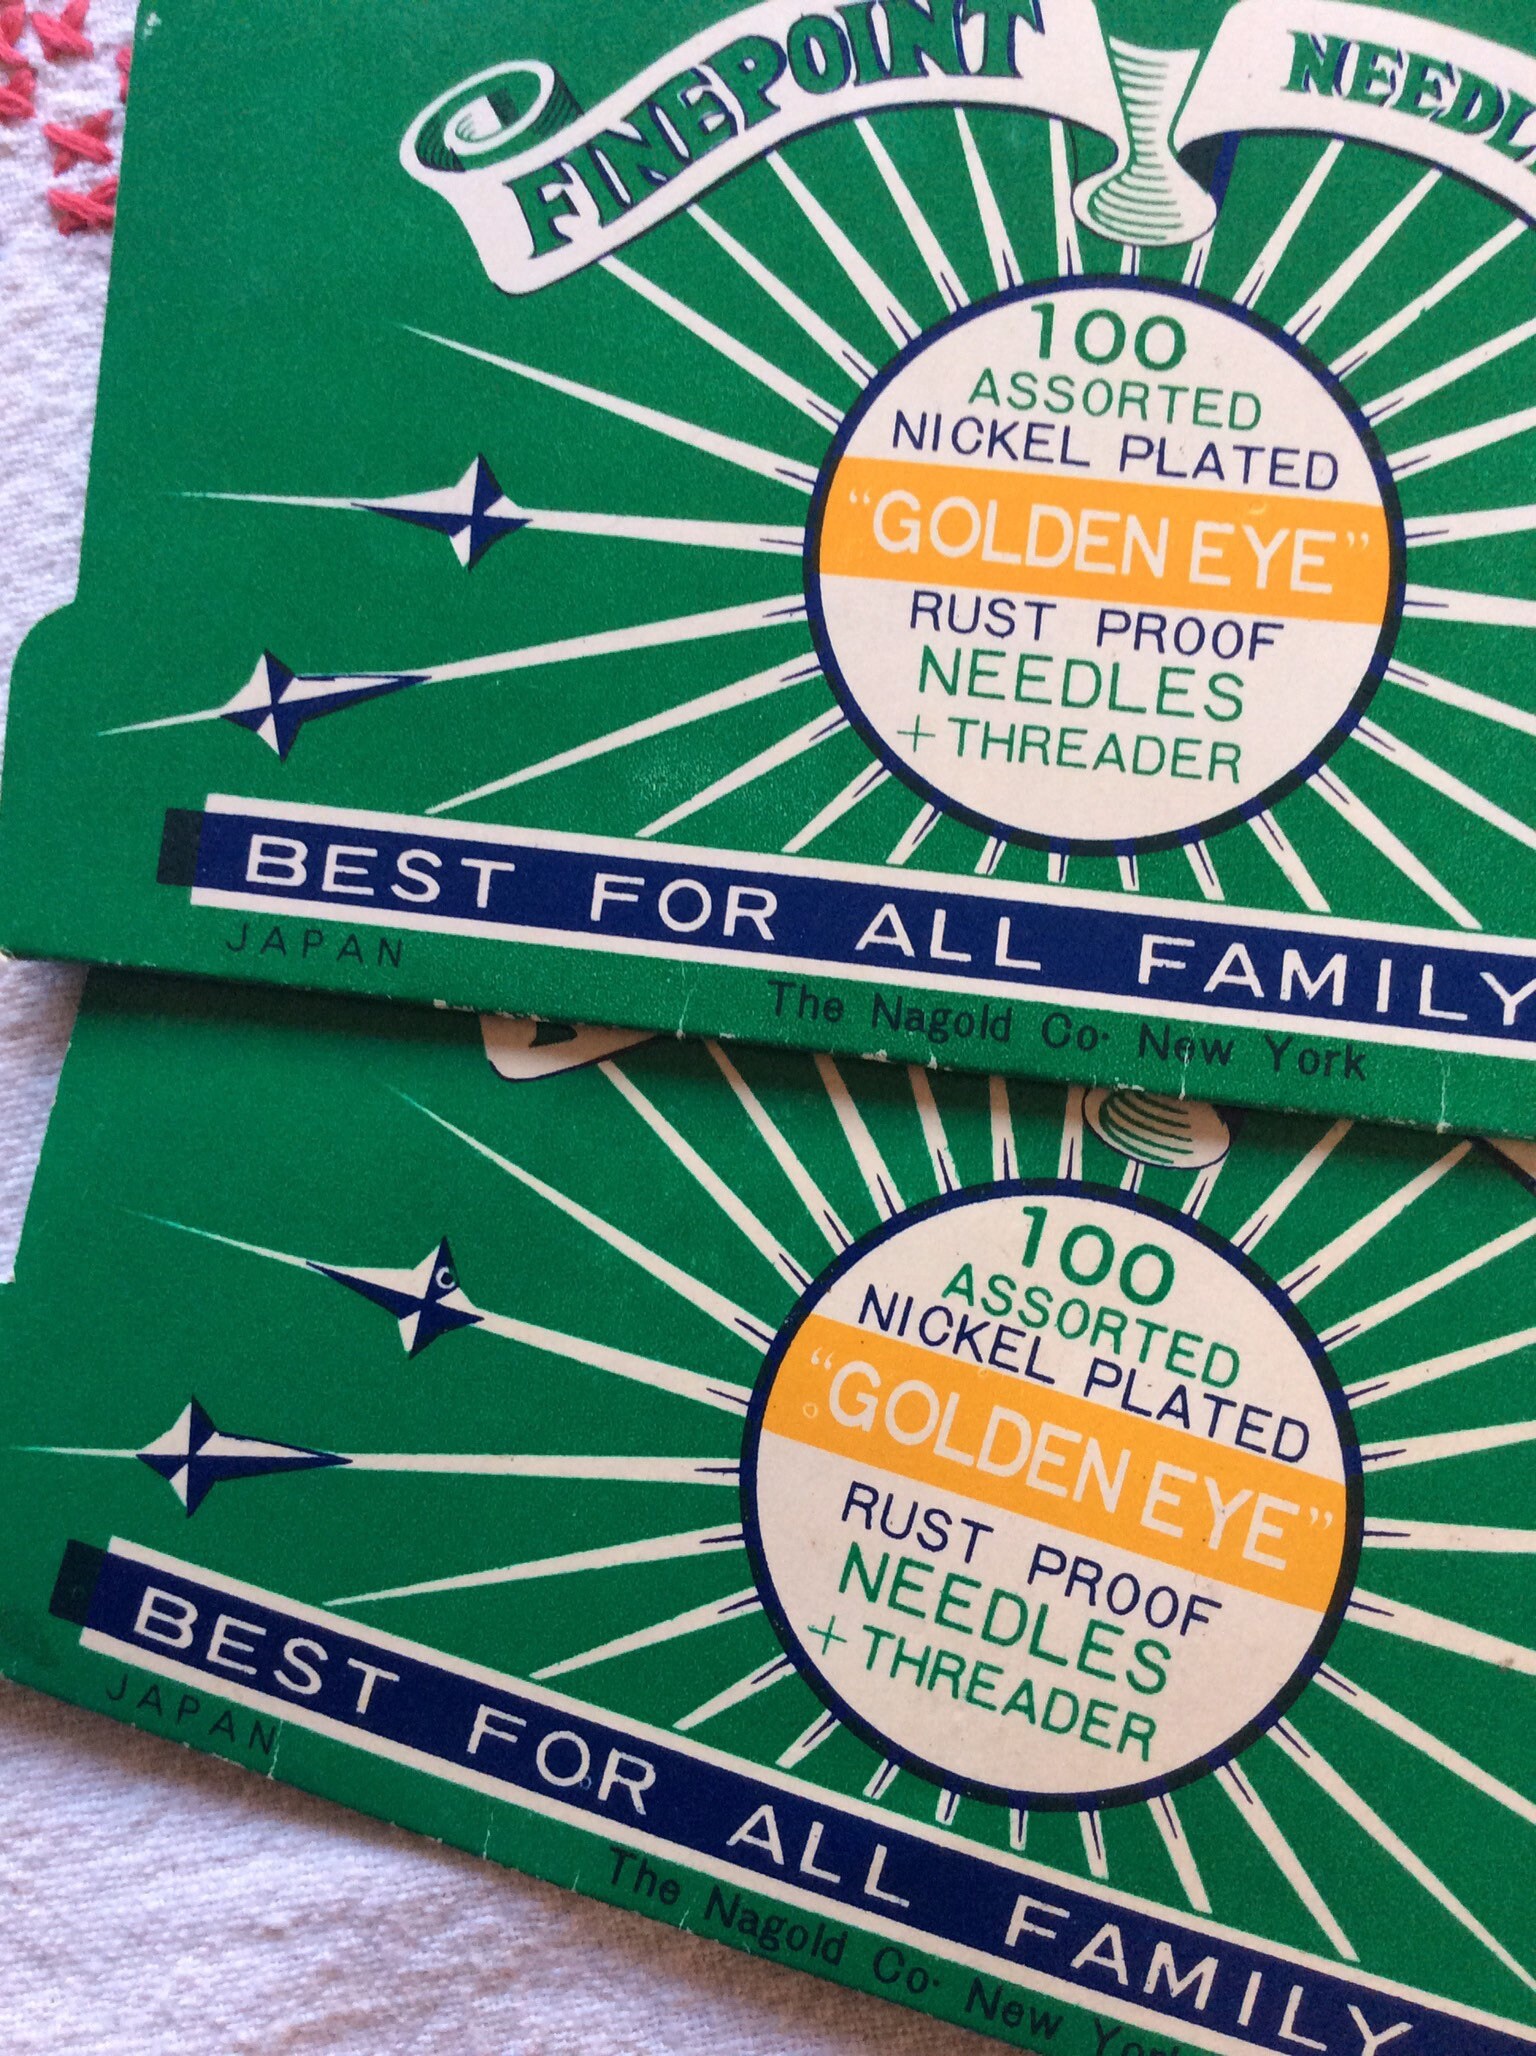 FINEPOINT NEEDL
100
ASSORTED
NICKEL PLATED
"GOLDEN EYE"
RUST PROOF
NEEDLES
+ THREADER
BEST FOR ALL FAMILY
JAPAN
The Nagold Co. New York
100
ASSORTED
NICKEL PLATED
"GOLDEN EYE"
RUST PROOF
NEEDLES
+ THREADER
BEST FOR ALL FAMILY
JAPAN
The Nagold Co. New York